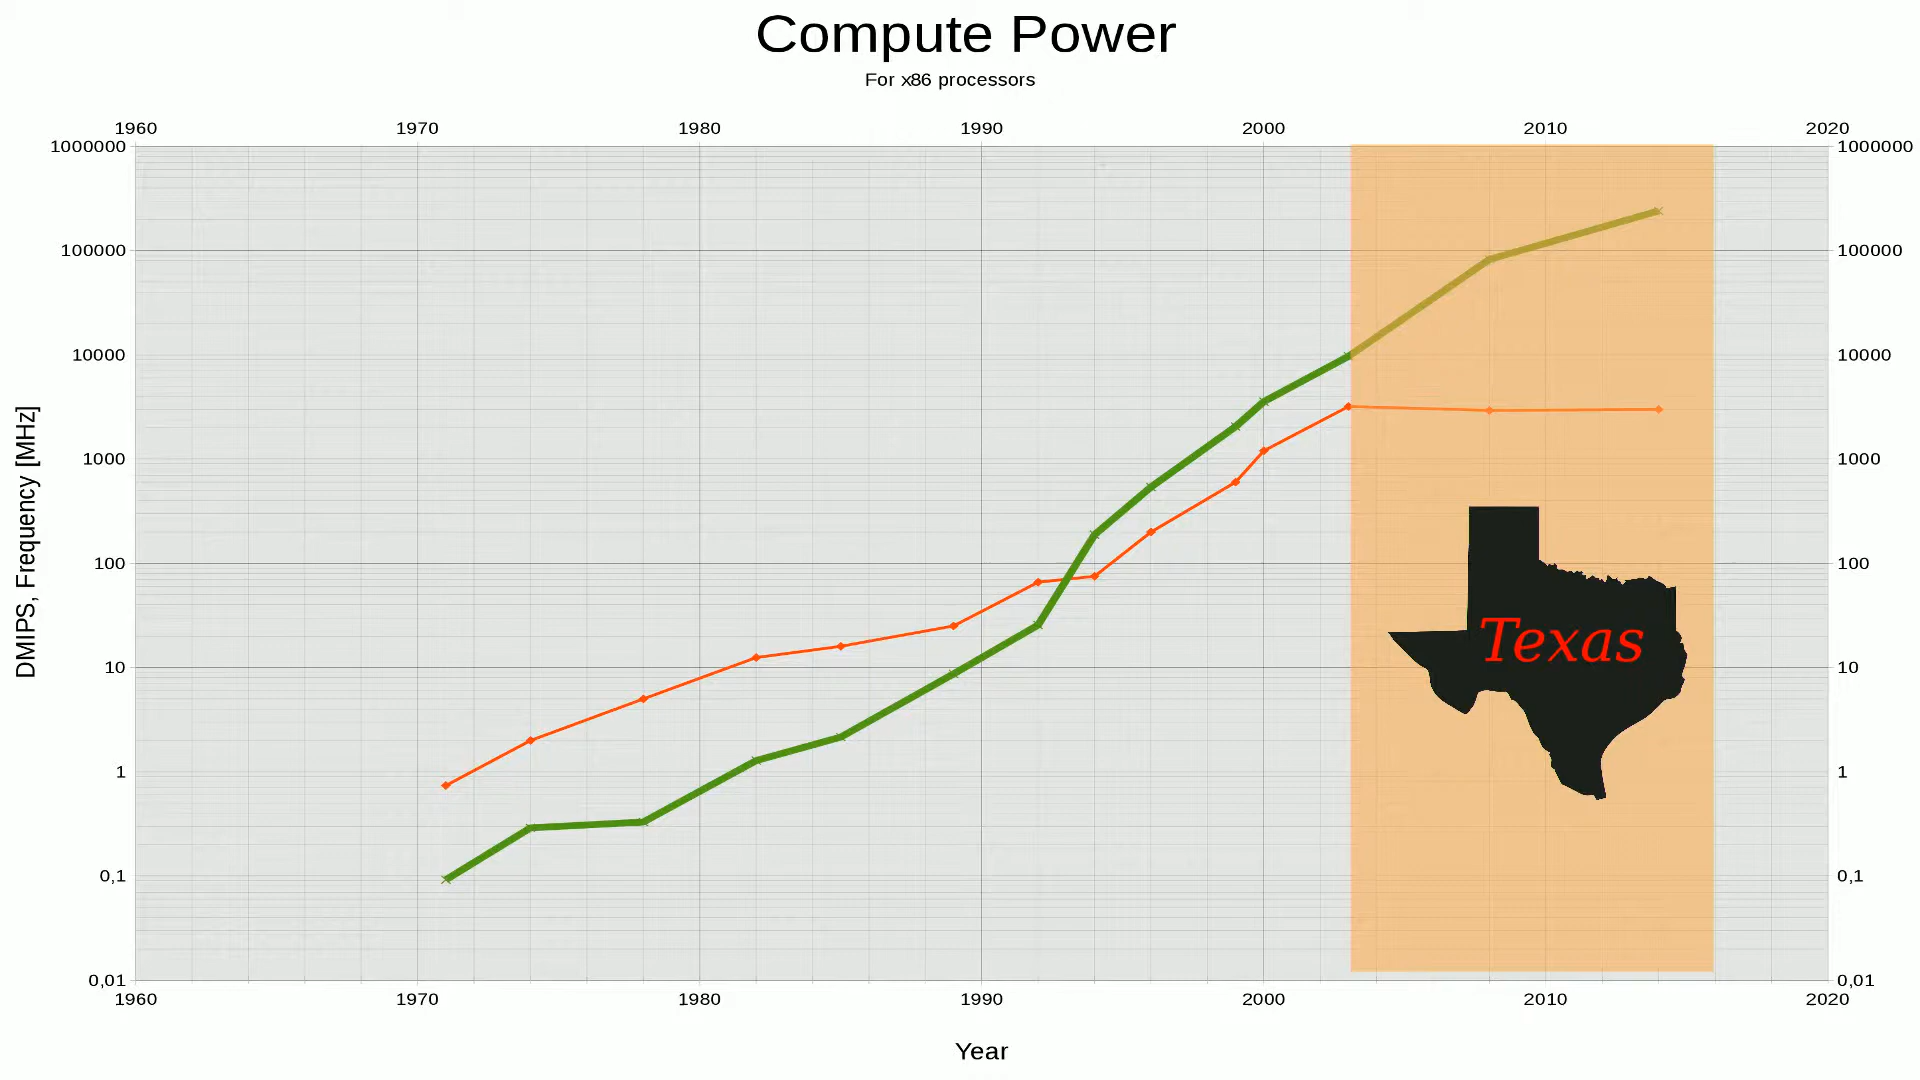 Compute Power
For x86 processors
1960 1970 1980 1990 2000 2010 2020
1000000 1000000
100000 100000
10000 10000
1000 1000
100 100
10 10
1 1
0,1 0,1
0,01 0,01
DMIPS, Frequency [MHz]
Texas
1960 1970 1980 1990 2000 2010 2020
Year